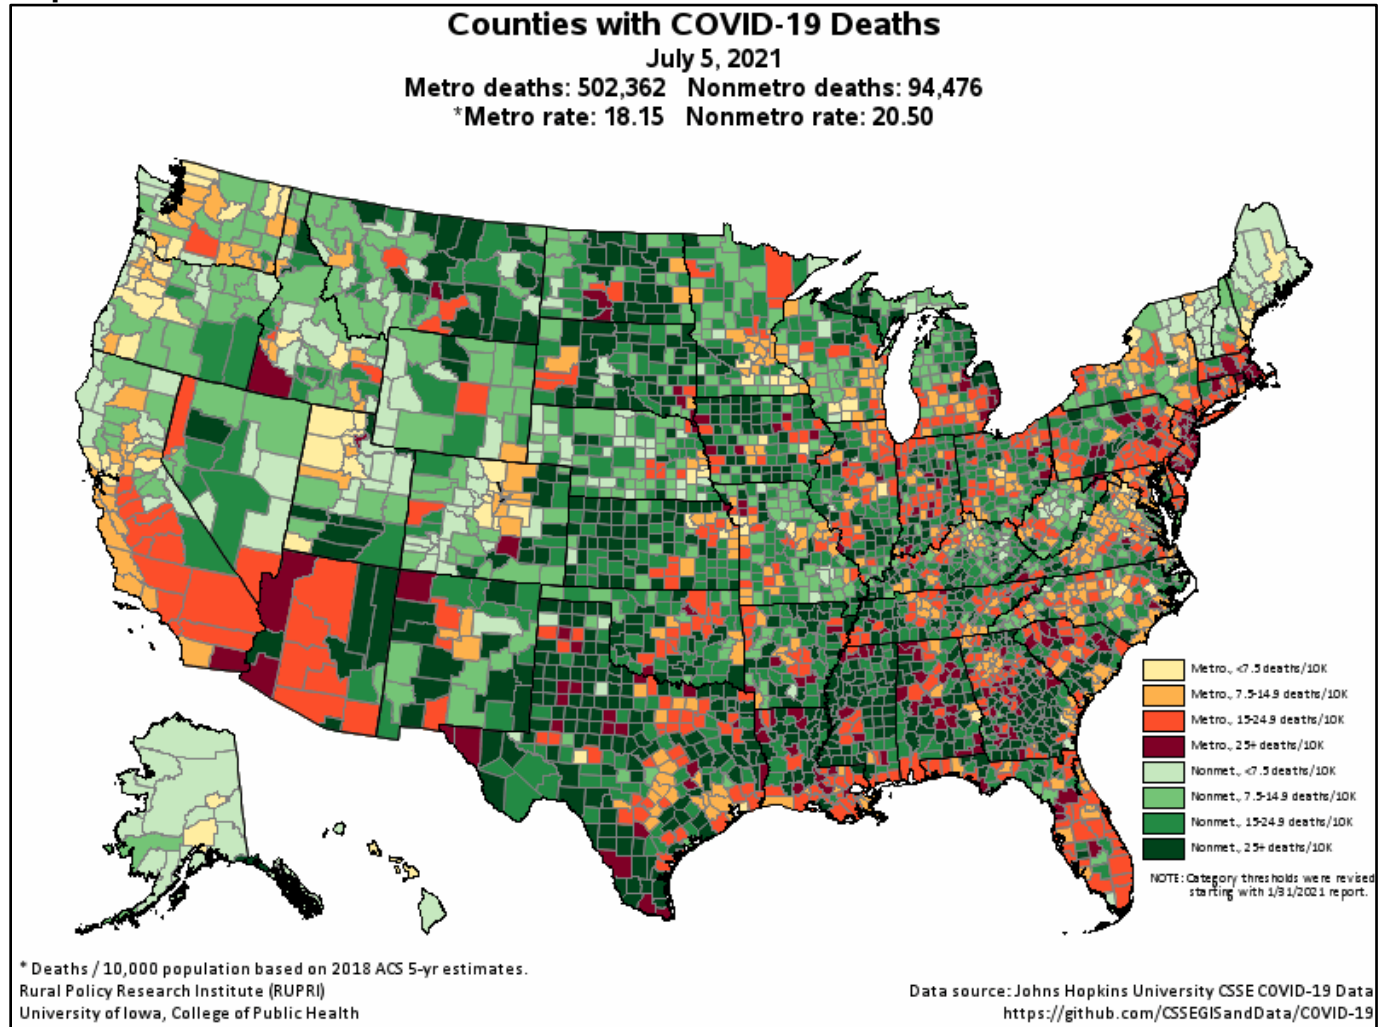 Counties with COVID-19 Deaths
July 5, 2021
Metro deaths: 502,362   Nonmetro deaths: 94,476
*Metro rate: 18.15   Nonmetro rate: 20.50
Metro., <7.5 deaths/10K
Metro., 7.5-14.9 deaths/10K
Metro., 15-24.9 deaths/10K
Metro., 25+ deaths/10K
Nonmet., <7.5 deaths/10K
Nonmet., 7.5-14.9 deaths/10K
Nonmet., 15-24.9 deaths/10K
Nonmet., 25+ deaths/10K
NOTE: Category thresholds were revised
starting with 1/31/2021 report.
* Deaths / 10,000 population based on 2018 ACS 5-yr estimates.
Rural Policy Research Institute (RUPRI)
University of Iowa, College of Public Health
Data source: Johns Hopkins University CSSE COVID-19 Data
https://github.com/CSSEGISandData/COVID-19